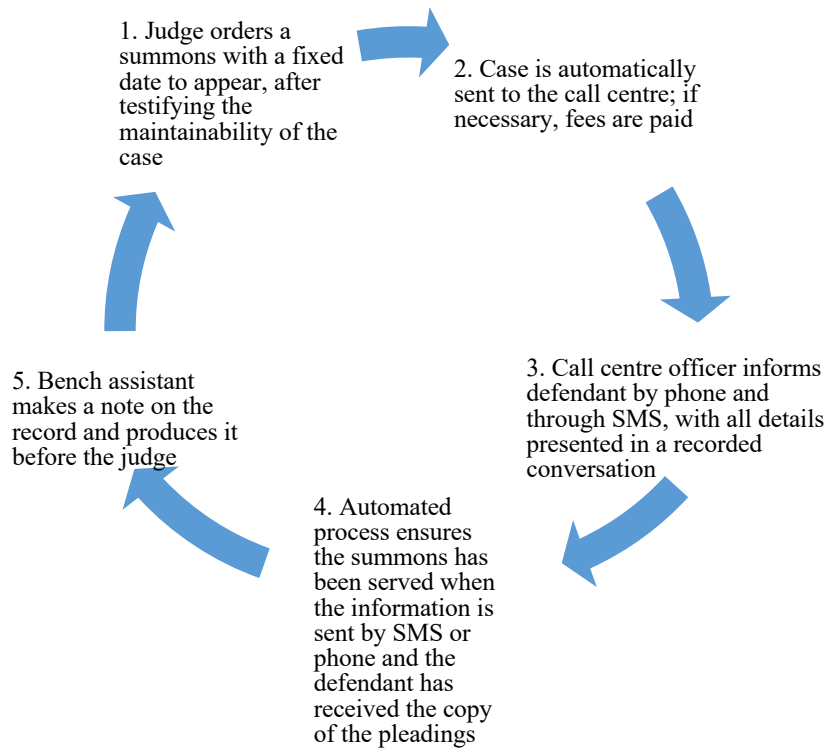 1. Judge orders a
summons with a fixed
date to appear, after
testifying the
maintainability of the
case
2. Case is automatically
sent to the call centre; if
necessary, fees are paid
3. Call centre officer informs
defendant by phone and
through SMS, with all details
presented in a recorded
conversation
4. Automated
process ensures
the summons has
been served when
the information is
sent by SMS or
phone and the
defendant has
received the copy
of the pleadings
5. Bench assistant
makes a note on the
record and produces it
before the judge